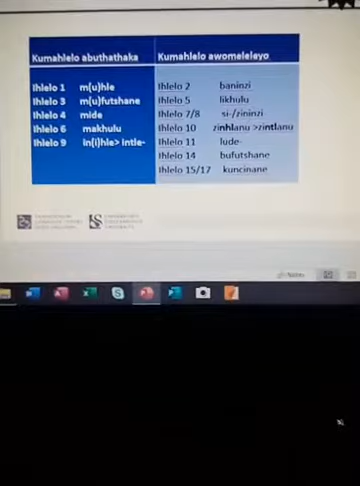 Kumahlelo abuthathaka
Ihlelo 1 m(u)hle
Ihlelo 3 m(u)futshane
Ihlelo 4 mide
Ihlelo 6 makhulu
Ihlelo 9 in(i)hle> intle-
Kumahlelo awomeleleyo
Ihlelo 2 baninzi
Ihlelo 5 likhulu
Ihlelo 7/8 si-/zininzi
Ihlelo 10 zinhlanu >zintlanu
Ihlelo 11 lude-
Ihlelo 14 bufutshane
Ihlelo 15/17 kuncinane
Notes